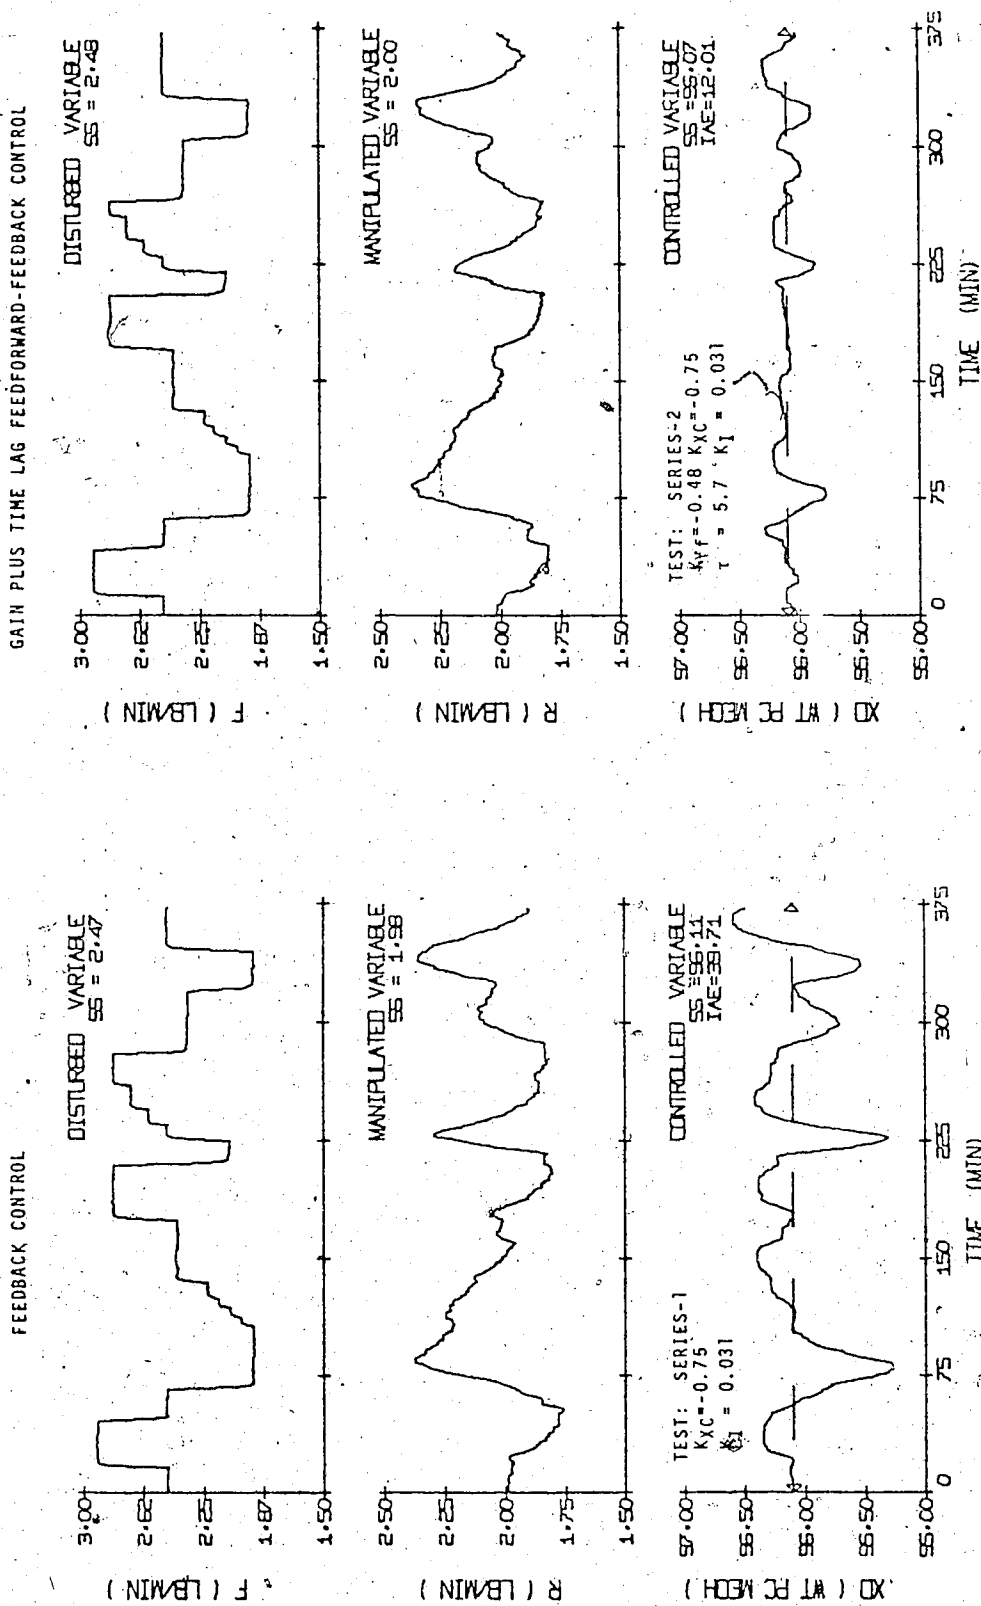 FEEDBACK CONTROL
DISTURBED VARIABLE
SS = 2.47
3.00
2.62
2.25
1.87
1.50
F ( LB/MIN )
MANIPULATED VARIABLE
SS = 1.98
2.50
2.25
2.00
1.75
1.50
R ( LB/MIN )
CONTROLLED VARIABLE
SS =96.11
IAE=39.71
TEST: SERIES-1
KXC=-0.75
KI = 0.031
97.00
96.50
96.00
95.50
95.00
XD ( WT PC MEOH )
0 75 150 225 300 375
TIME (MIN)
GAIN PLUS TIME LAG FEEDFORWARD-FEEDBACK CONTROL
DISTURBED VARIABLE
SS = 2.48
3.00
2.62
2.25
1.87
1.50
F ( LB/MIN )
MANIPULATED VARIABLE
SS = 2.00
2.50
2.25
2.00
1.75
1.50
R ( LB/MIN )
CONTROLLED VARIABLE
SS =96.07
IAE=12.01
TEST: SERIES-2
KYf=-0.48 KXC=-0.75
τ = 5.7 KI = 0.031
97.00
96.50
96.00
95.50
95.00
XD ( WT PC MEOH )
0 75 150 225 300 375
TIME (MIN)